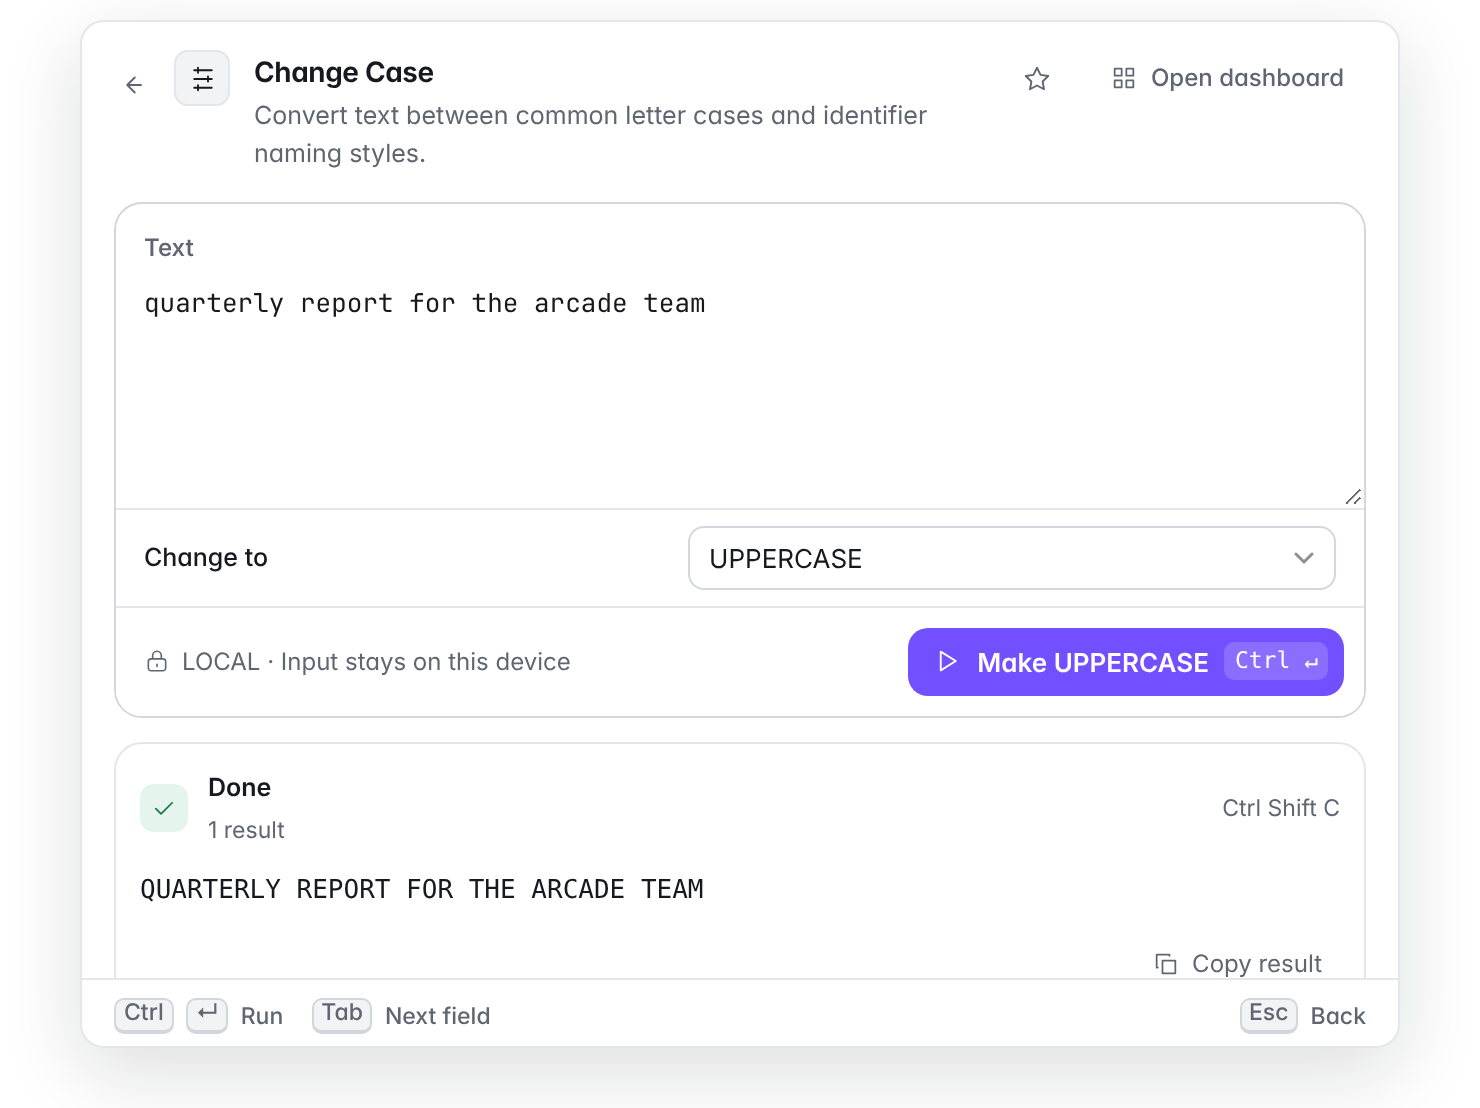 Change Case
Open dashboard
Convert text between common letter cases and identifier
naming styles.
Text
quarterly report for the arcade team
Change to
UPPERCASE
LOCAL · Input stays on this device
Make UPPERCASE Ctrl ↵
Done
1 result
Ctrl Shift C
QUARTERLY REPORT FOR THE ARCADE TEAM
Copy result
Ctrl ↵ Run Tab Next field Esc Back